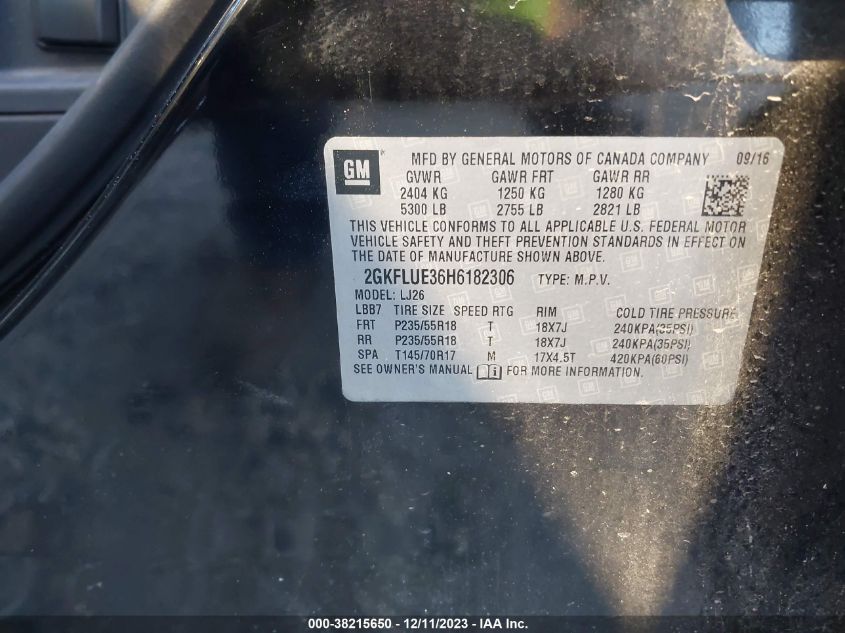 GM MFD BY GENERAL MOTORS OF CANADA COMPANY 09/16
GVWR GAWR FRT GAWR RR
2404 KG 1250 KG 1280 KG
5300 LB 2755 LB 2821 LB
THIS VEHICLE CONFORMS TO ALL APPLICABLE U.S. FEDERAL MOTOR
VEHICLE SAFETY AND THEFT PREVENTION STANDARDS IN EFFECT ON
THE DATE OF MANUFACTURE SHOWN ABOVE.
2GKFLUE36H6182306 TYPE: M.P.V.
MODEL: LJ26
LBB7 TIRE SIZE SPEED RTG RIM COLD TIRE PRESSURE
FRT P235/55R18 T 18X7J 240KPA(35PSI)
RR P235/55R18 T 18X7J 240KPA(35PSI)
SPA T145/70R17 M 17X4.5T 420KPA(60PSI)
SEE OWNER'S MANUAL FOR MORE INFORMATION.
000-38215650 - 12/11/2023 - IAA Inc.